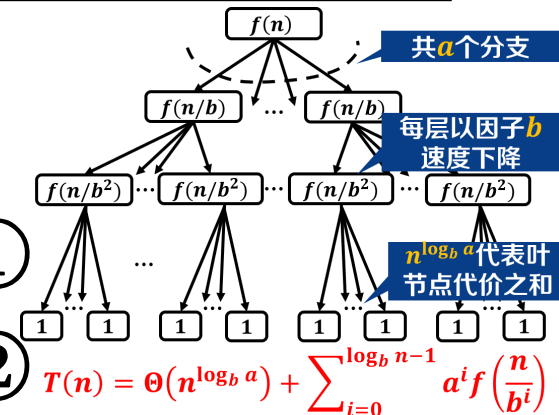 f(n)
共a个分支
f(n/b) ... f(n/b)
每层以因子b
速度下降
f(n/b²) ... f(n/b²) ... f(n/b²) ... f(n/b²)
n^{log_b a}代表叶
节点代价之和
...
... ... ... ...
1 1 1 1 1 1 1 1
2
T(n) = Θ(n^{log_b a}) + ∑_{i=0}^{log_b n−1} a^i f(n/b^i)